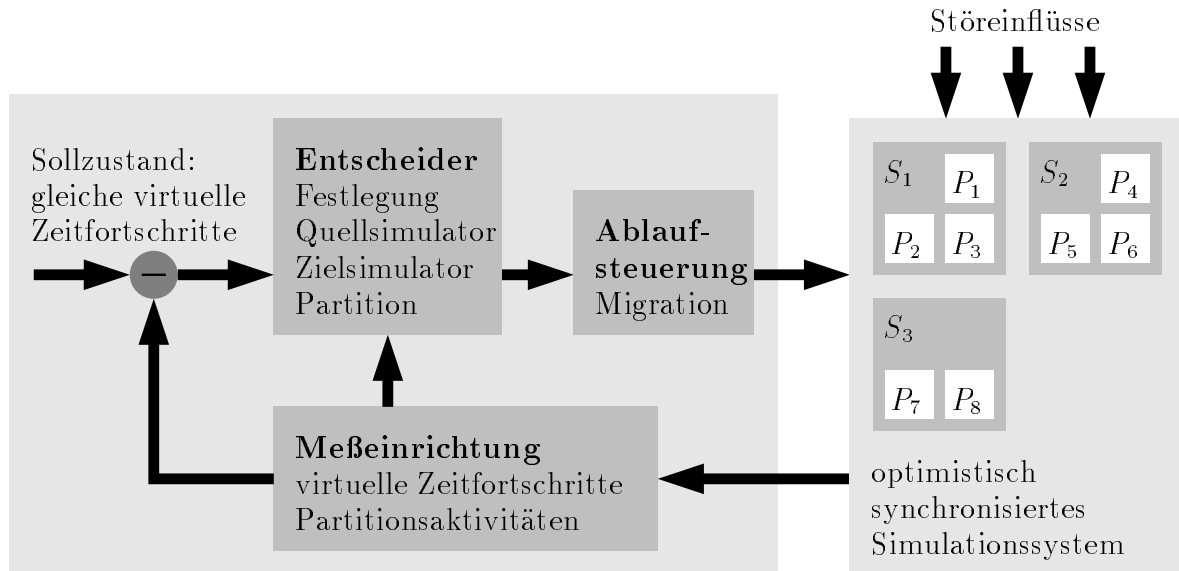 Störeinflüsse
Sollzustand:
gleiche virtuelle
Zeitfortschritte
−
Entscheider
Festlegung
Quellsimulator
Zielsimulator
Partition
Ablauf-
steuerung
Migration
Meßeinrichtung
virtuelle Zeitfortschritte
Partitionsaktivitäten
S₁ P₁
P₂ P₃
S₂ P₄
P₅ P₆
S₃
P₇ P₈
optimistisch
synchronisiertes
Simulationssystem